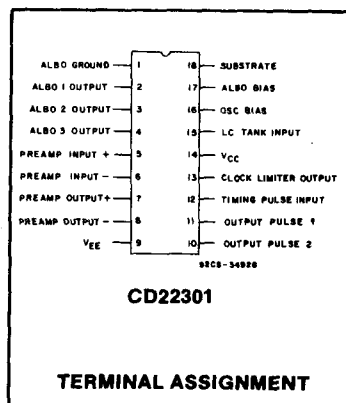 ALBO GROUND 1 18 SUBSTRATE
ALBO 1 OUTPUT 2 17 ALBO BIAS
ALBO 2 OUTPUT 3 16 OSC BIAS
ALBO 3 OUTPUT 4 15 LC TANK INPUT
PREAMP INPUT + 5 14 VCC
PREAMP INPUT - 6 13 CLOCK LIMITER OUTPUT
PREAMP OUTPUT+ 7 12 TIMING PULSE INPUT
PREAMP OUTPUT - 8 11 OUTPUT PULSE 1
VEE 9 10 OUTPUT PULSE 2
92CS-34928
CD22301
TERMINAL ASSIGNMENT